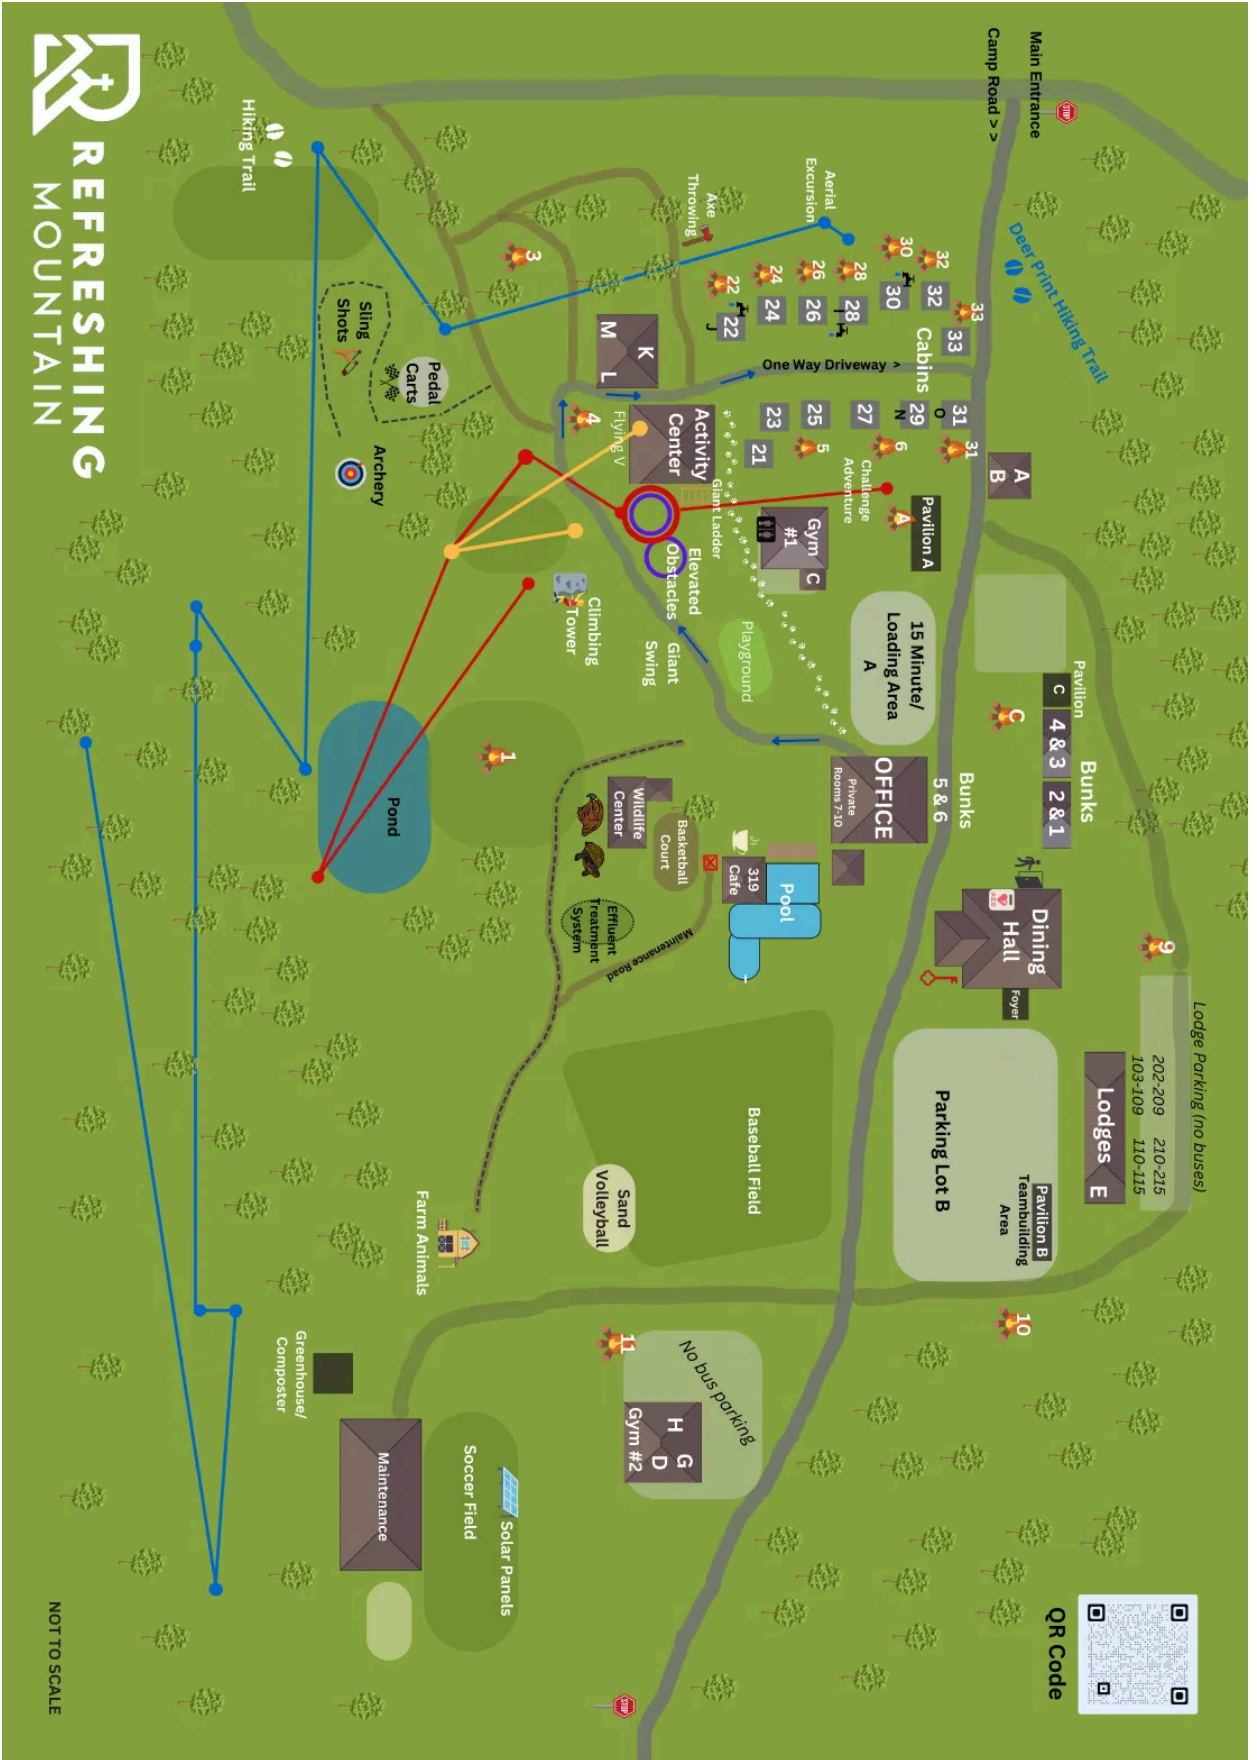 REFRESHING
MOUNTAIN
Main Entrance
Camp Road > >
STOP
Deer Print Hiking Trail
Hiking Trail
Aerial
Excursion
Axe
Throwing
3
22
24
26
28
30
32
33
22
J
24
26
28
I
30
32
33
Cabins
One Way Driveway >
K
M L
Sling
Shots
Pedal
Carts
Archery
4
Flying V
Activity
Center
23
21
25
27
29
N
O
31
5
6
31
A
B
Challenge
Adventure
A
Pavilion A
Giant Ladder
Gym
#1
C
Elevated
Obstacles
Climbing
Tower
Giant
Swing
Playground
15 Minute/
Loading Area
A
Pavilion
C
C
4 & 3
2 & 1
Bunks
Bunks
5 & 6
OFFICE
Private
Rooms 7-10
1
Pond
Wildlife
Center
Basketball
Court
319
Cafe
Pool
Effluent
Treatment
System
Maintenance Road
AED
Dining
Hall
Foyer
9
Lodge Parking (no buses)
202-209 210-215
103-109 110-115
Lodges E
Parking Lot B
Pavilion B
Teambuilding
Area
Baseball Field
Sand
Volleyball
Farm Animals
10
11
No bus parking
H G
D
Gym #2
Greenhouse/
Composter
Maintenance
Soccer Field
Solar Panels
STOP
QR Code
NOT TO SCALE